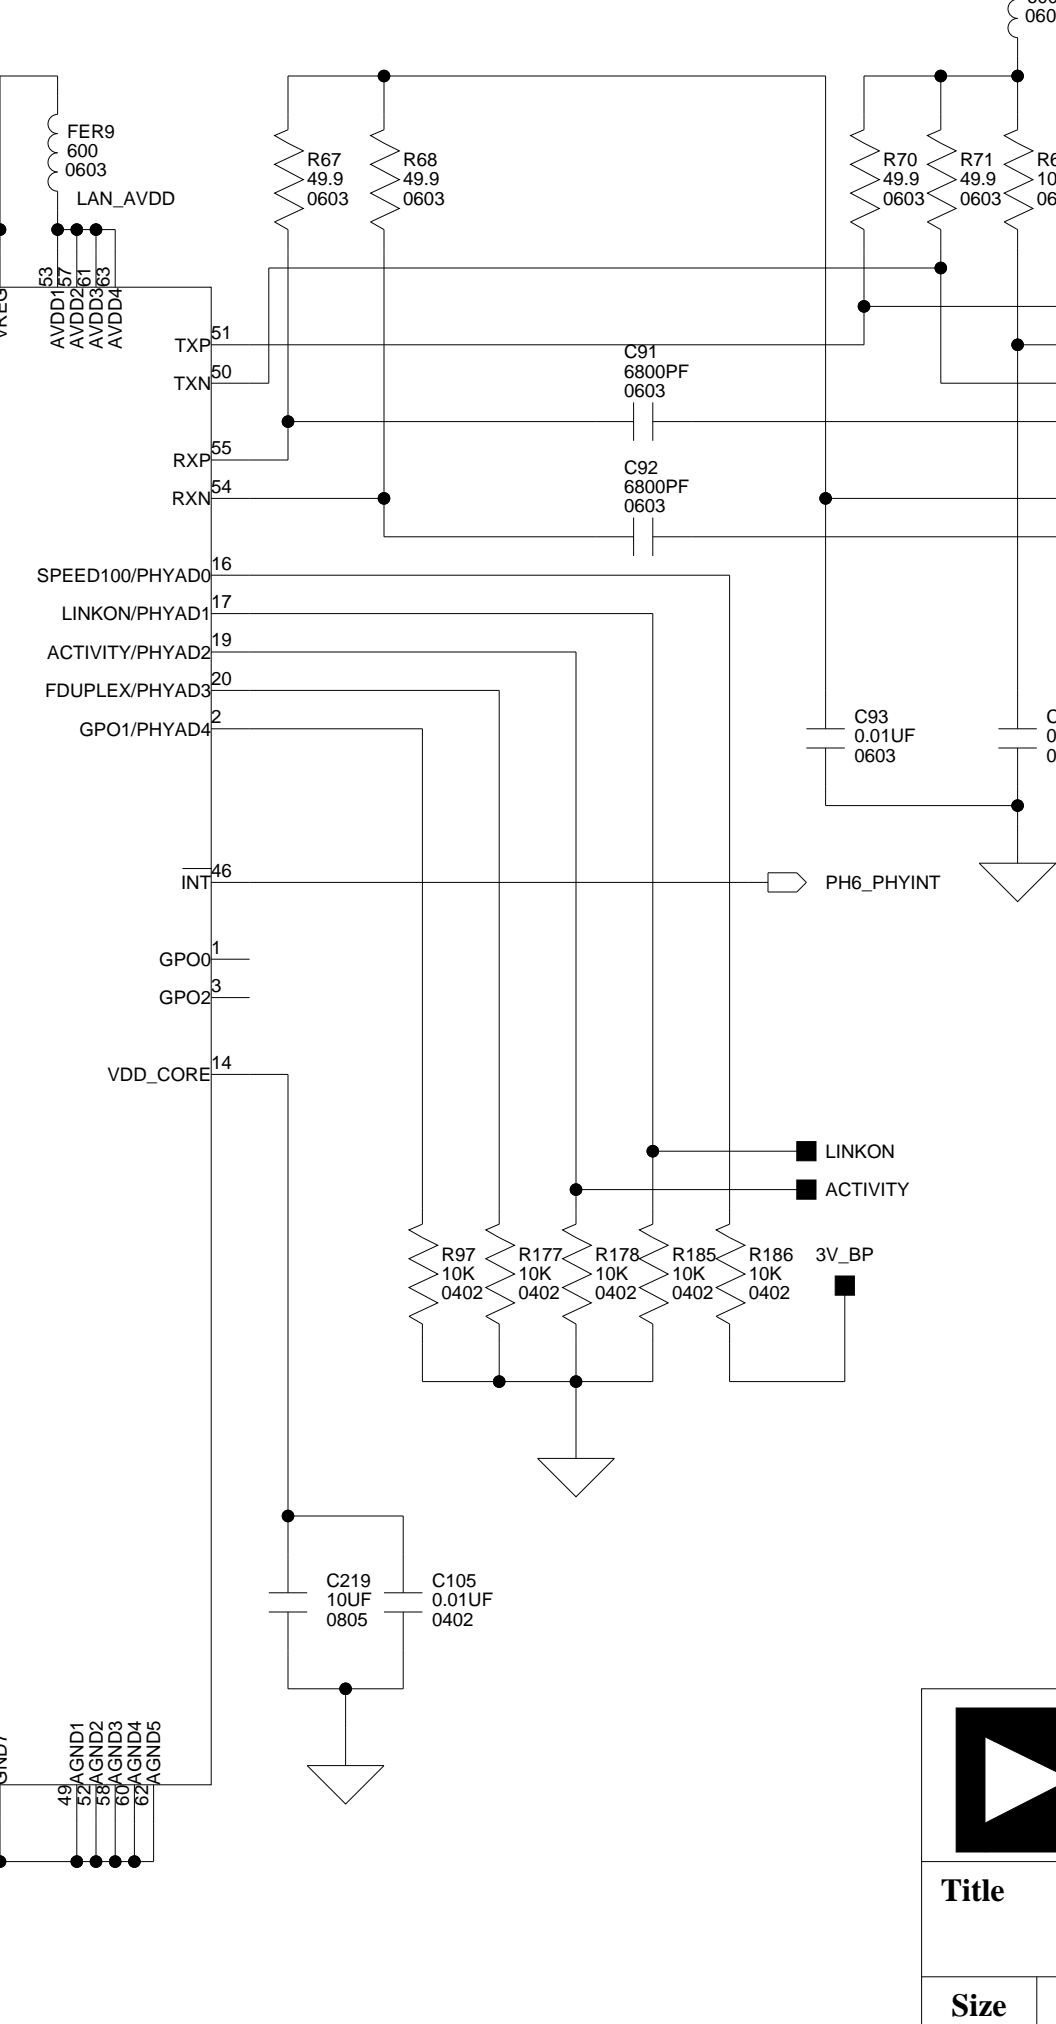 FER9
600
0603
LAN_AVDD
R67
49.9
0603
R68
49.9
0603
R70
49.9
0603
R71
49.9
0603
53
57
61
63
AVDD1
AVDD2
AVDD3
AVDD4
TXP
51
TXN
50
RXP
55
RXN
54
C91
6800PF
0603
C92
6800PF
0603
SPEED100/PHYAD0
16
LINKON/PHYAD1
17
ACTIVITY/PHYAD2
19
FDUPLEX/PHYAD3
20
GPO1/PHYAD4
2
C93
0.01UF
0603
INT
46
PH6_PHYINT
GPO0
1
GPO2
3
VDD_CORE
14
LINKON
ACTIVITY
R97
10K
0402
R177
10K
0402
R178
10K
0402
R185
10K
0402
R186
10K
0402
3V_BP
C219
10UF
0805
C105
0.01UF
0402
AGND1
AGND2
AGND3
AGND4
AGND5
49
52
58
60
62
Title
Size